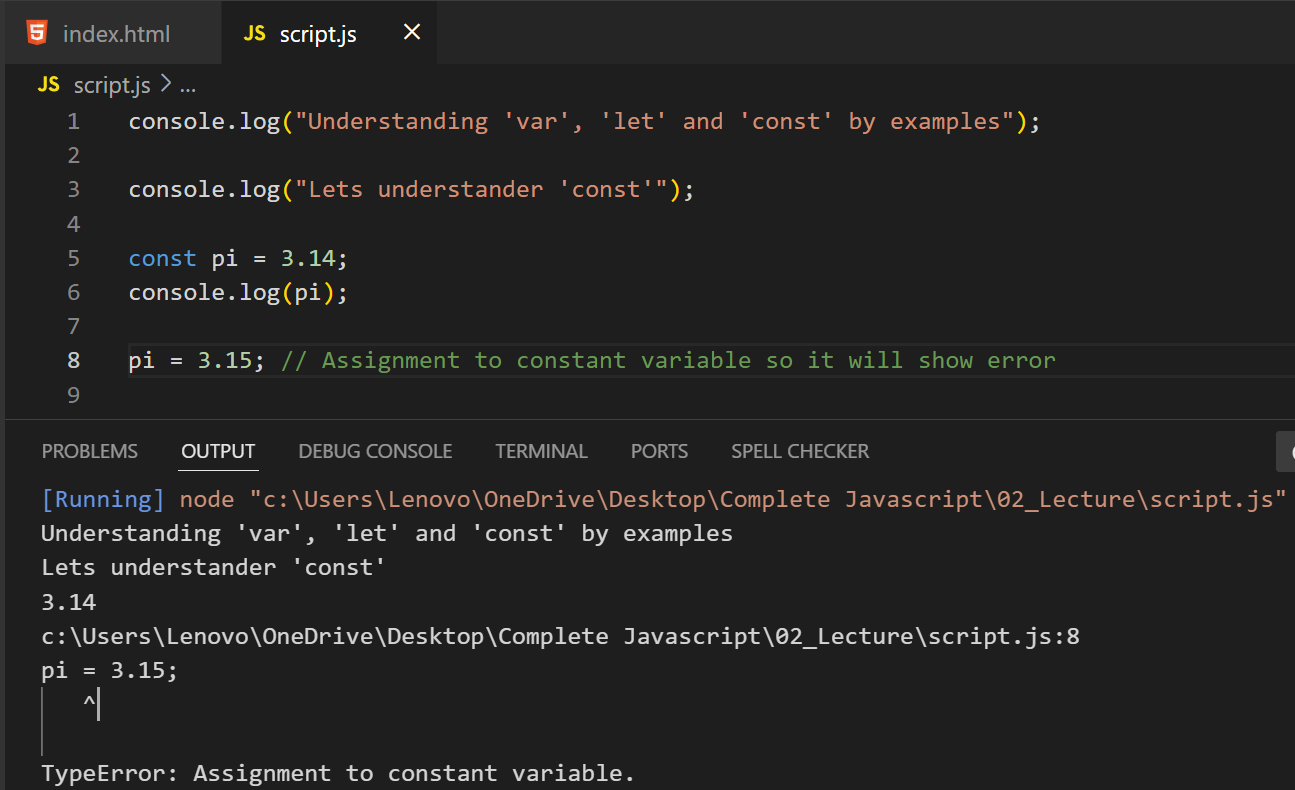 index.html JS script.js ×
JS script.js > ...
1 console.log("Understanding 'var', 'let' and 'const' by examples");
2
3 console.log("Lets understander 'const'");
4
5 const pi = 3.14;
6 console.log(pi);
7
8 pi = 3.15; // Assignment to constant variable so it will show error
9
PROBLEMS OUTPUT DEBUG CONSOLE TERMINAL PORTS SPELL CHECKER
[Running] node "c:\Users\Lenovo\OneDrive\Desktop\Complete Javascript\02_Lecture\script.js"
Understanding 'var', 'let' and 'const' by examples
Lets understander 'const'
3.14
c:\Users\Lenovo\OneDrive\Desktop\Complete Javascript\02_Lecture\script.js:8
pi = 3.15;
^
TypeError: Assignment to constant variable.